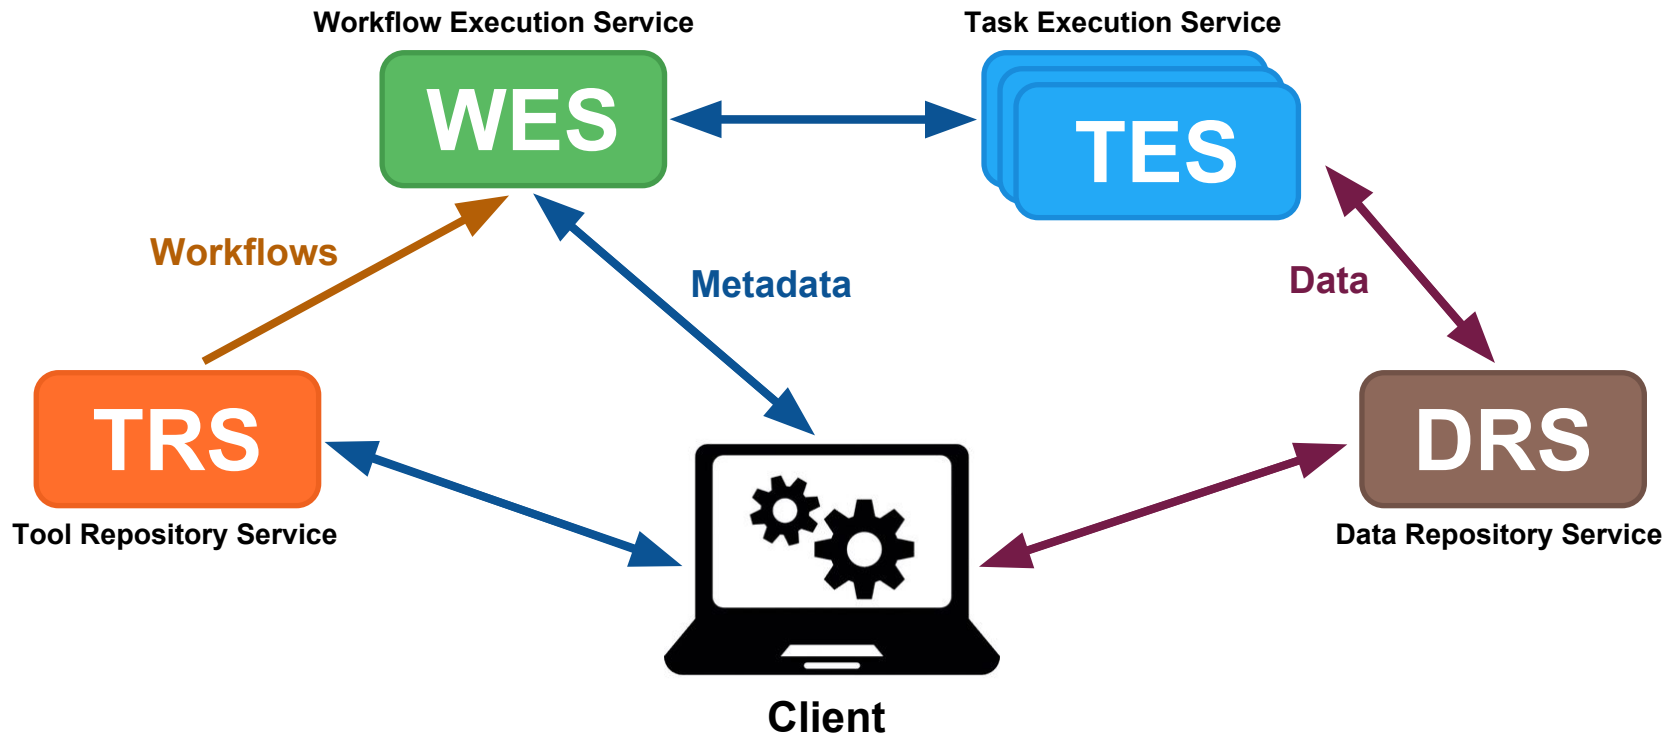 Workflow Execution Service
Task Execution Service
WES
TES
Workflows
Metadata
Data
TRS
DRS
Tool Repository Service
Data Repository Service
Client